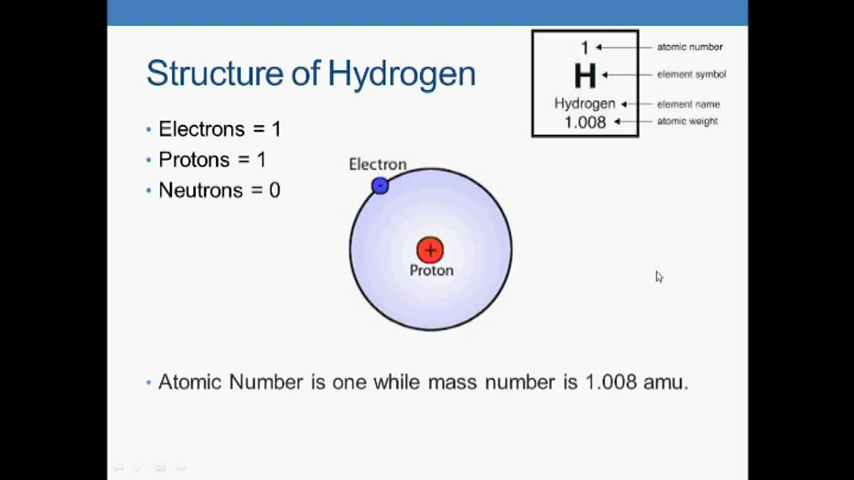 Structure of Hydrogen
1
atomic number
H
element symbol
Hydrogen
element name
1.008
atomic weight
• Electrons = 1
• Protons = 1
• Neutrons = 0
Electron
-
+
Proton
• Atomic Number is one while mass number is 1.008 amu.